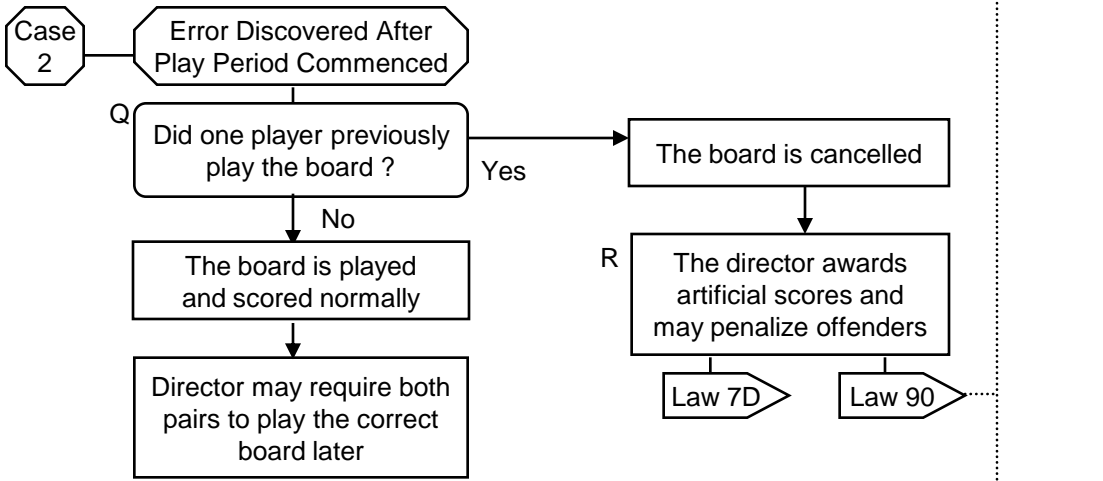 Case
2
Error Discovered After
Play Period Commenced
Q
Did one player previously
play the board ?
Yes
The board is cancelled
No
The board is played
and scored normally
R
The director awards
artificial scores and
may penalize offenders
Director may require both
pairs to play the correct
board later
Law 7D
Law 90